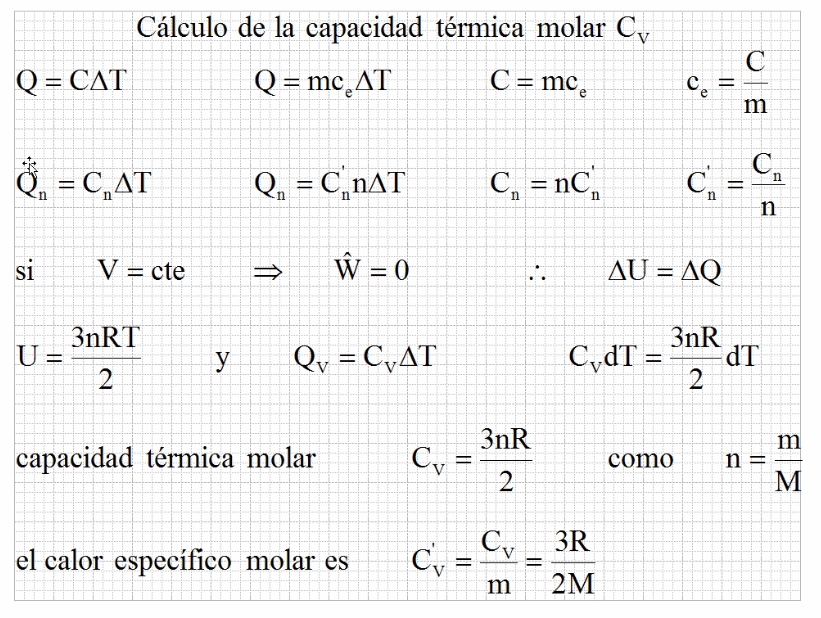 Cálculo de la capacidad térmica molar C_V
Q = CΔT Q = mc_eΔT C = mc_e c_e = C/m
Q_n = C_nΔT Q_n = C'_n nΔT C_n = nC'_n C'_n = C_n/n
si V = cte ⇒ Ŵ = 0 ∴ ΔU = ΔQ
U = 3nRT/2 y Q_V = C_VΔT C_V dT = 3nR/2 dT
capacidad térmica molar C_V = 3nR/2 como n = m/M
el calor específico molar es C'_V = C_V/m = 3R/2M